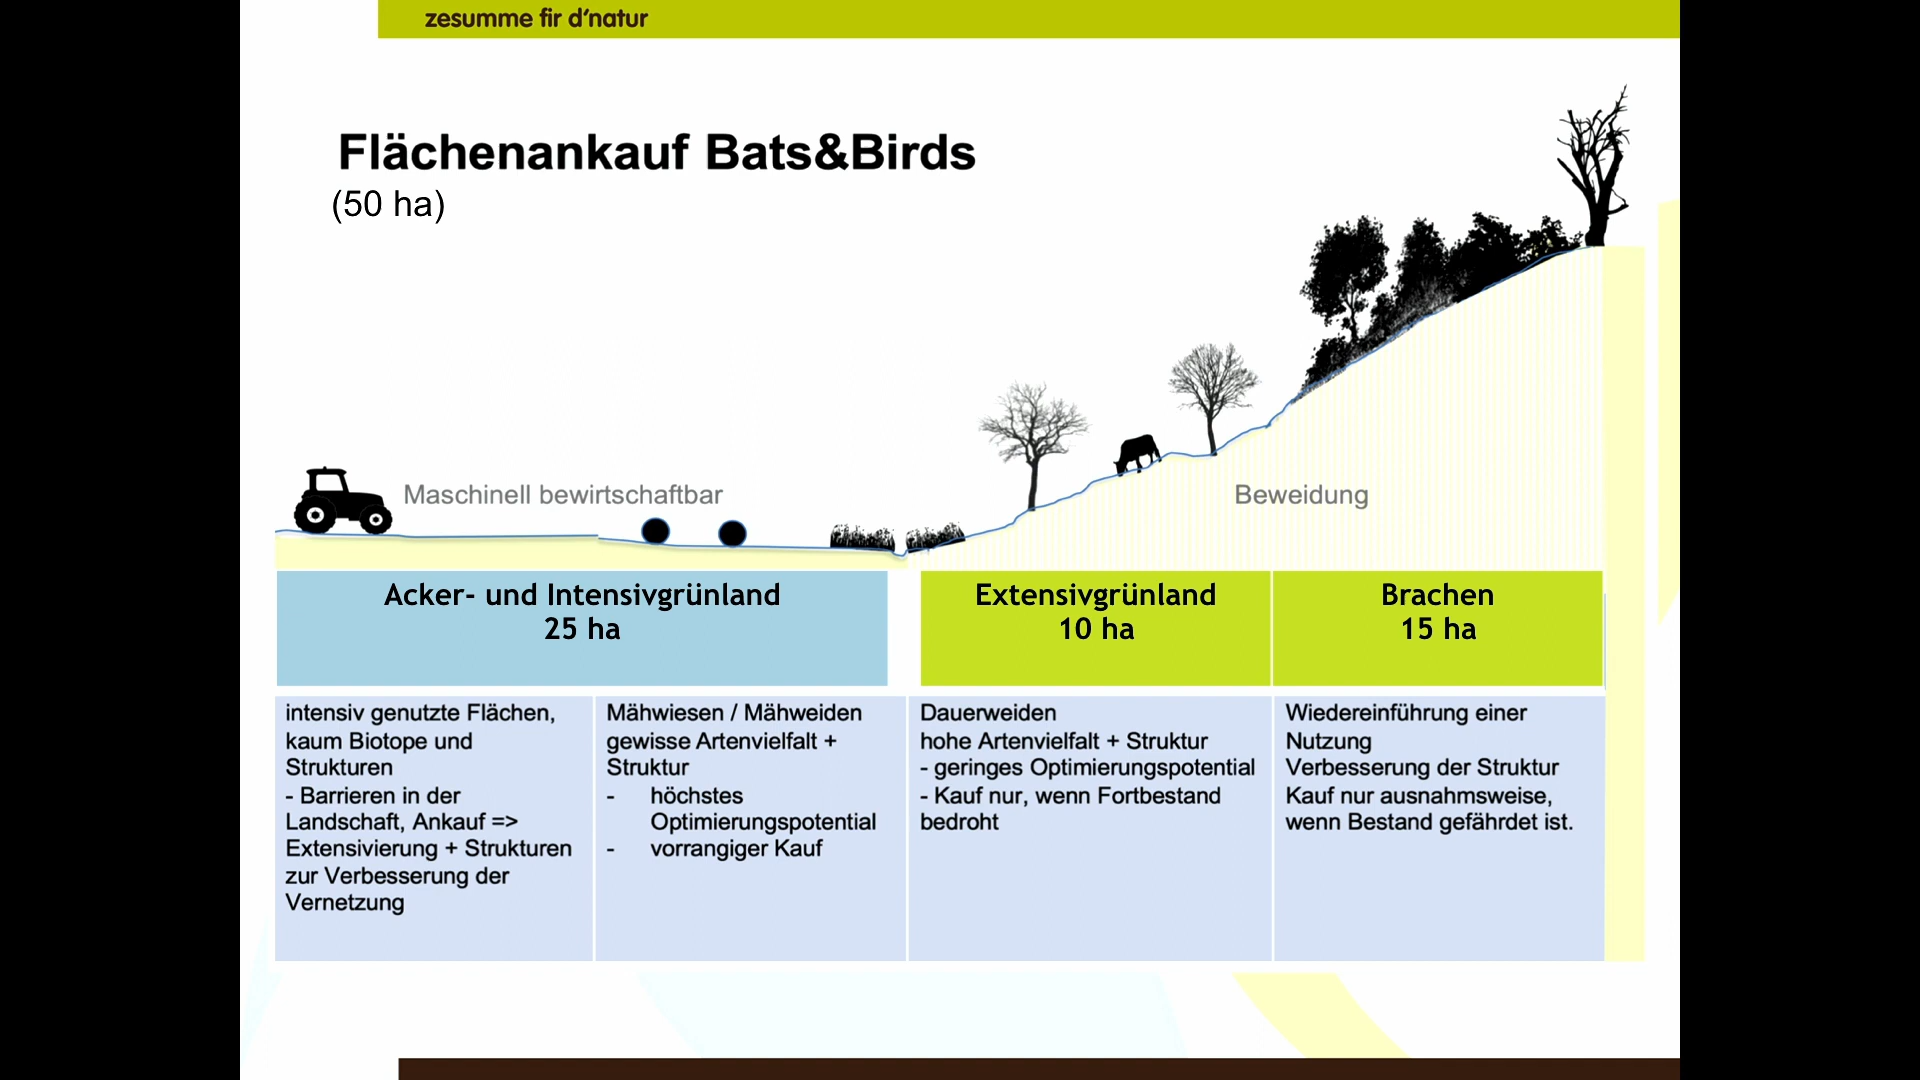 zesumme fir d'natur
Flächenankauf Bats&Birds
(50 ha)
Maschinell bewirtschaftbar
Beweidung
Acker- und Intensivgrünland
25 ha
Extensivgrünland
10 ha
Brachen
15 ha
intensiv genutzte Flächen,
kaum Biotope und
Strukturen
- Barrieren in der
Landschaft, Ankauf =>
Extensivierung + Strukturen
zur Verbesserung der
Vernetzung
Mähwiesen / Mähweiden
gewisse Artenvielfalt +
Struktur
- höchstes
Optimierungspotential
- vorrangiger Kauf
Dauerweiden
hohe Artenvielfalt + Struktur
- geringes Optimierungspotential
- Kauf nur, wenn Fortbestand
bedroht
Wiedereinführung einer
Nutzung
Verbesserung der Struktur
Kauf nur ausnahmsweise,
wenn Bestand gefährdet ist.